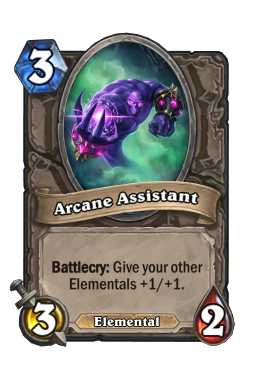 3
Arcane Assistant
Battlecry: Give your other
Elementals +1/+1.
3
Elemental
2